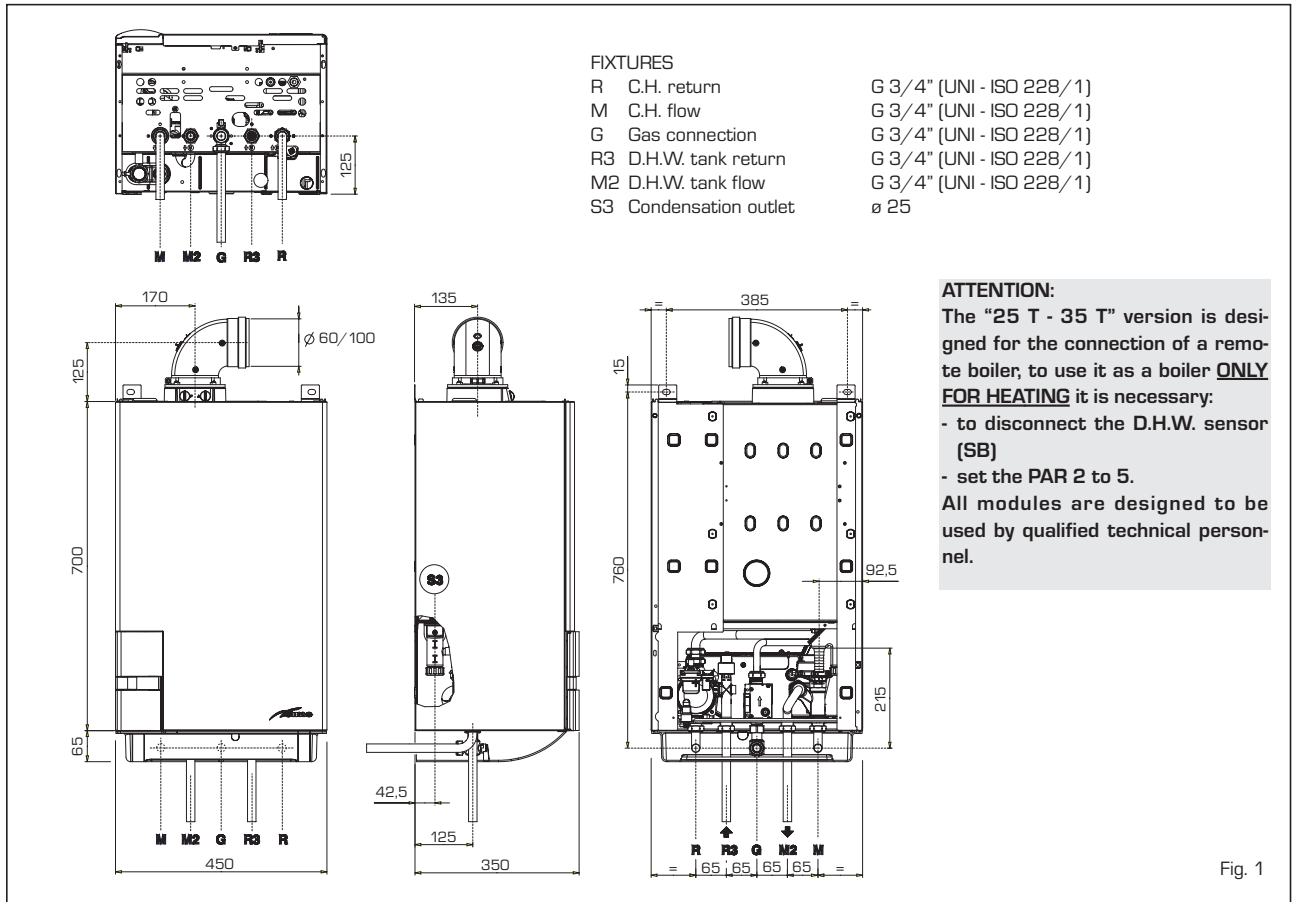 FIXTURES
R C.H. return G 3/4” (UNI - ISO 228/1)
M C.H. flow G 3/4” (UNI - ISO 228/1)
G Gas connection G 3/4” (UNI - ISO 228/1)
R3 D.H.W. tank return G 3/4” (UNI - ISO 228/1)
M2 D.H.W. tank flow G 3/4” (UNI - ISO 228/1)
S3 Condensation outlet ø 25
125
M M2 G R3 R
170
ø 60/100
125
700
65
M M2 G R3 R
450
135
S3
42,5
125
350
= 385 =
15
760
92,5
215
R R3 G M2 M
= 65 65 65 65 =
ATTENTION:
The “25 T - 35 T” version is desi-
gned for the connection of a remo-
te boiler, to use it as a boiler ONLY
FOR HEATING it is necessary:
- to disconnect the D.H.W. sensor
(SB)
- set the PAR 2 to 5.
All modules are designed to be
used by qualified technical person-
nel.
Fig. 1